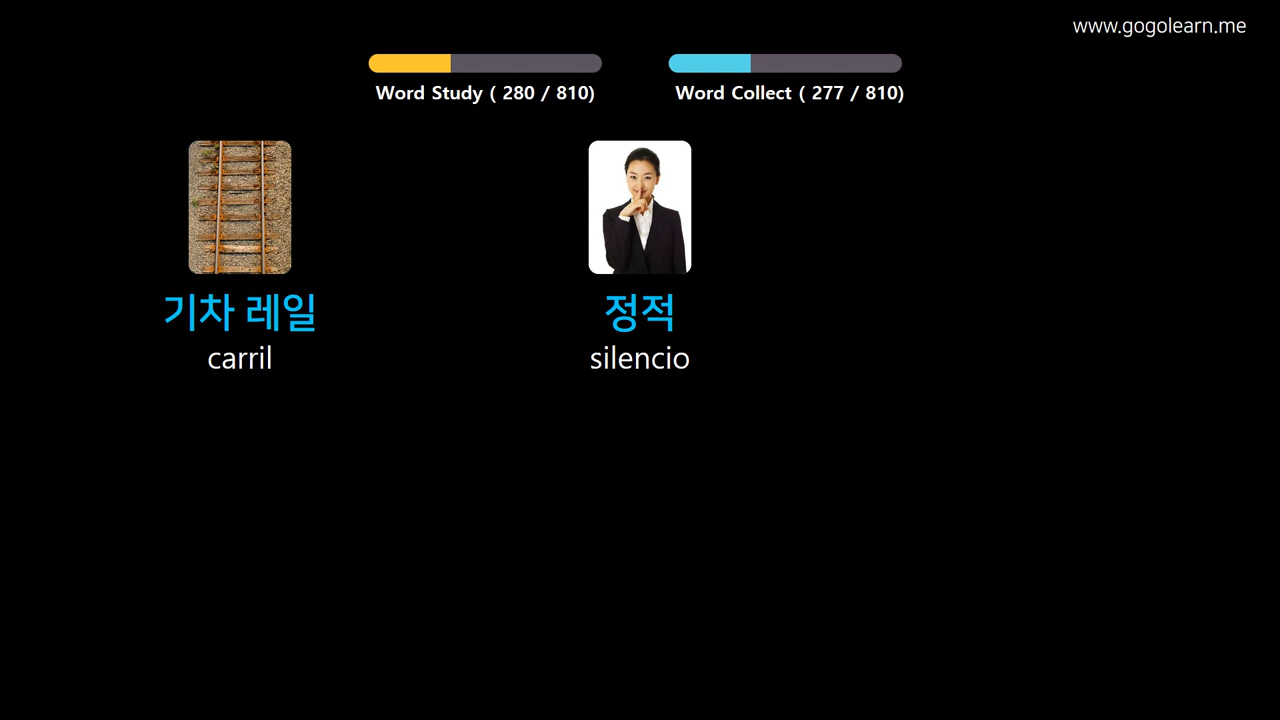 www.gogolearn.me
Word Study ( 280 / 810)
Word Collect ( 277 / 810)
기차 레일
carril
정적
silencio